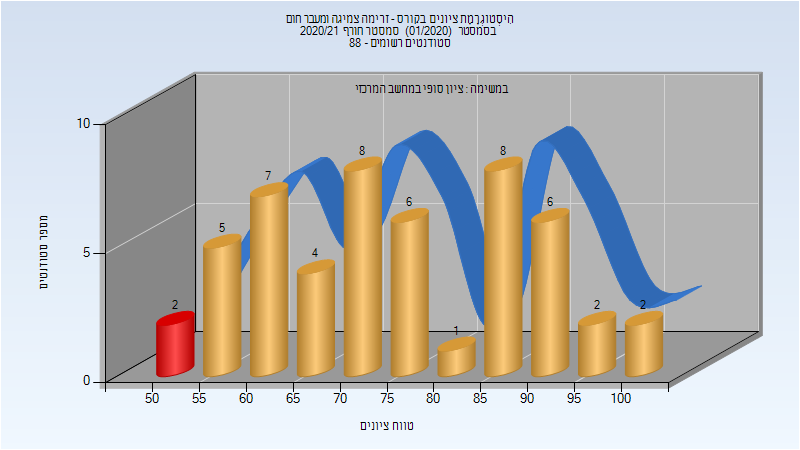 היסטוגרמת ציונים בקורס - זרימה צמיגה ומעבר חום
בסמסטר (01/2020) סמסטר חורף 2020/21
סטודנטים רשומים - 88
במשימה : ציון סופי במחשב המרכזי
מספר סטודנטים
10
5
0
2
5
7
4
8
6
1
8
6
2
2
50 55 60 65 70 75 80 85 90 95 100
טווח ציונים